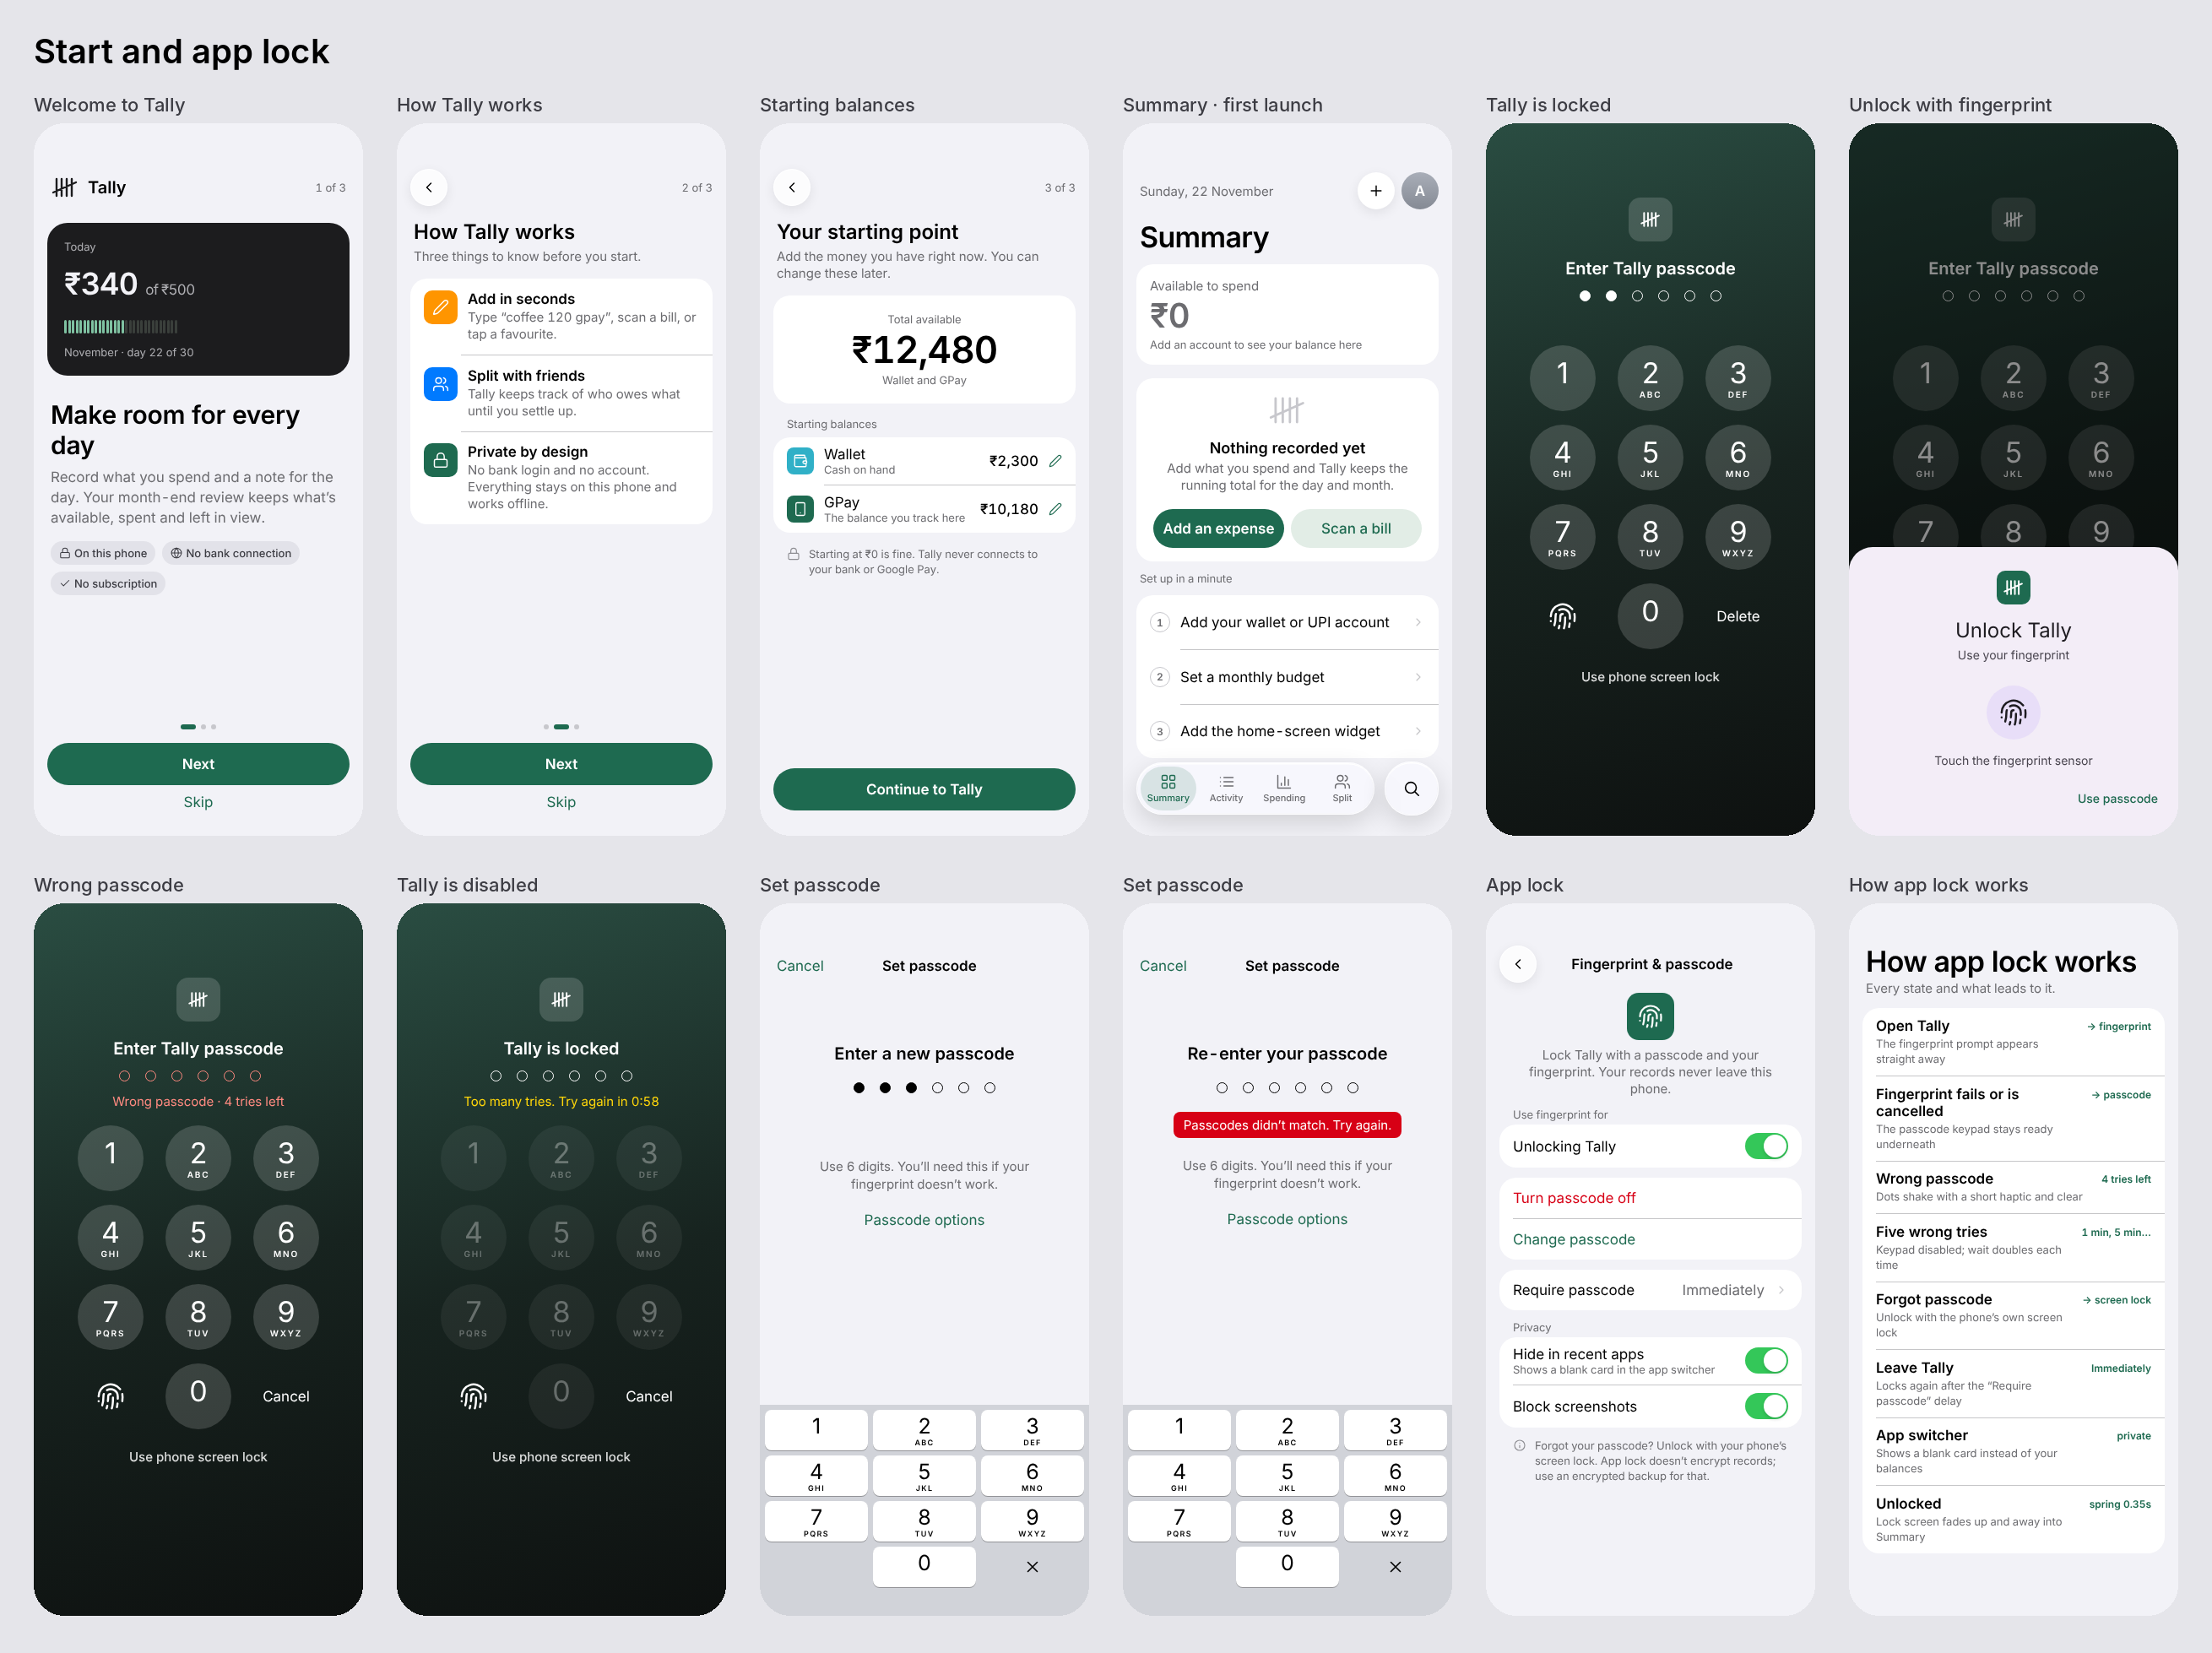 Start and app lock
Welcome to Tally
Tally
1 of 3
Today
₹340 of ₹500
November · day 22 of 30
Make room for every
day
Record what you spend and a note for the
day. Your month-end review keeps what's
available, spent and left in view.
On this phone
No bank connection
No subscription
Next
Skip
How Tally works
2 of 3
How Tally works
Three things to know before you start.
Add in seconds
Type “coffee 120 gpay”, scan a bill, or
tap a favourite.
Split with friends
Tally keeps track of who owes what
until you settle up.
Private by design
No bank login and no account.
Everything stays on this phone and
works offline.
Next
Skip
Starting balances
3 of 3
Your starting point
Add the money you have right now. You can
change these later.
Total available
₹12,480
Wallet and GPay
Starting balances
Wallet
Cash on hand
₹2,300
GPay
The balance you track here
₹10,180
Starting at ₹0 is fine. Tally never connects to
your bank or Google Pay.
Continue to Tally
Summary · first launch
Sunday, 22 November
A
Summary
Available to spend
₹0
Add an account to see your balance here
Nothing recorded yet
Add what you spend and Tally keeps the
running total for the day and month.
Add an expense
Scan a bill
Set up in a minute
1 Add your wallet or UPI account
2 Set a monthly budget
3 Add the home-screen widget
Summary
Activity
Spending
Split
Tally is locked
Enter Tally passcode
1
2 ABC
3 DEF
4 GHI
5 JKL
6 MNO
7 PQRS
8 TUV
9 WXYZ
0
Delete
Use phone screen lock
Unlock with fingerprint
Enter Tally passcode
1
2 ABC
3 DEF
4 GHI
5 JKL
6 MNO
7
8
9
Unlock Tally
Use your fingerprint
Touch the fingerprint sensor
Use passcode
Wrong passcode
Enter Tally passcode
Wrong passcode · 4 tries left
1
2 ABC
3 DEF
4 GHI
5 JKL
6 MNO
7 PQRS
8 TUV
9 WXYZ
0
Cancel
Use phone screen lock
Tally is disabled
Tally is locked
Too many tries. Try again in 0:58
1
2 ABC
3 DEF
4 GHI
5 JKL
6 MNO
7 PQRS
8 TUV
9 WXYZ
0
Cancel
Use phone screen lock
Set passcode
Cancel
Set passcode
Enter a new passcode
Use 6 digits. You'll need this if your
fingerprint doesn't work.
Passcode options
1
2 ABC
3 DEF
4 GHI
5 JKL
6 MNO
7 PQRS
8 TUV
9 WXYZ
0
Set passcode
Cancel
Set passcode
Re-enter your passcode
Passcodes didn't match. Try again.
Use 6 digits. You'll need this if your
fingerprint doesn't work.
Passcode options
1
2 ABC
3 DEF
4 GHI
5 JKL
6 MNO
7 PQRS
8 TUV
9 WXYZ
0
App lock
Fingerprint & passcode
Lock Tally with a passcode and your
fingerprint. Your records never leave this
phone.
Use fingerprint for
Unlocking Tally
Turn passcode off
Change passcode
Require passcode
Immediately
Privacy
Hide in recent apps
Shows a blank card in the app switcher
Block screenshots
Forgot your passcode? Unlock with your phone's
screen lock. App lock doesn't encrypt records;
use an encrypted backup for that.
How app lock works
How app lock works
Every state and what leads to it.
Open Tally
→ fingerprint
The fingerprint prompt appears
straight away
Fingerprint fails or is
cancelled
→ passcode
The passcode keypad stays ready
underneath
Wrong passcode
4 tries left
Dots shake with a short haptic and clear
Five wrong tries
1 min, 5 min…
Keypad disabled; wait doubles each
time
Forgot passcode
→ screen lock
Unlock with the phone's own screen
lock
Leave Tally
Immediately
Locks again after the “Require
passcode” delay
App switcher
private
Shows a blank card instead of your
balances
Unlocked
spring 0.35s
Lock screen fades up and away into
Summary